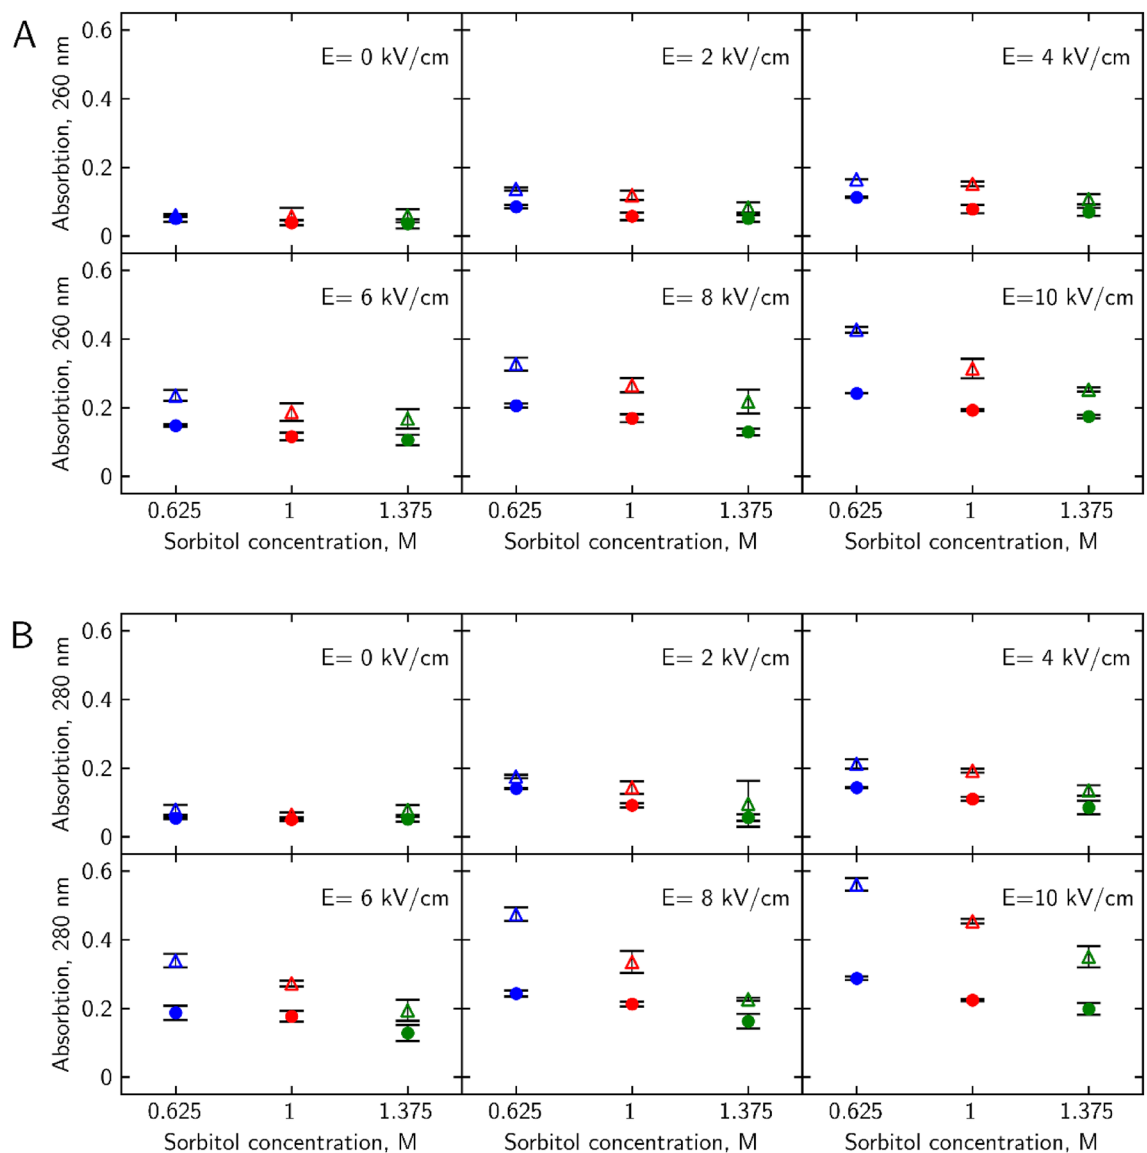 A
Absorbtion, 260 nm
0.6
0.4
0.2
0
E= 0 kV/cm
E= 2 kV/cm
E= 4 kV/cm
Absorbtion, 260 nm
0.6
0.4
0.2
0
E= 6 kV/cm
E= 8 kV/cm
E=10 kV/cm
0.625 1 1.375 0.625 1 1.375 0.625 1 1.375
Sorbitol concentration, M Sorbitol concentration, M Sorbitol concentration, M
B
Absorbtion, 280 nm
0.6
0.4
0.2
0
E= 0 kV/cm
E= 2 kV/cm
E= 4 kV/cm
Absorbtion, 280 nm
0.6
0.4
0.2
0
E= 6 kV/cm
E= 8 kV/cm
E=10 kV/cm
0.625 1 1.375 0.625 1 1.375 0.625 1 1.375
Sorbitol concentration, M Sorbitol concentration, M Sorbitol concentration, M